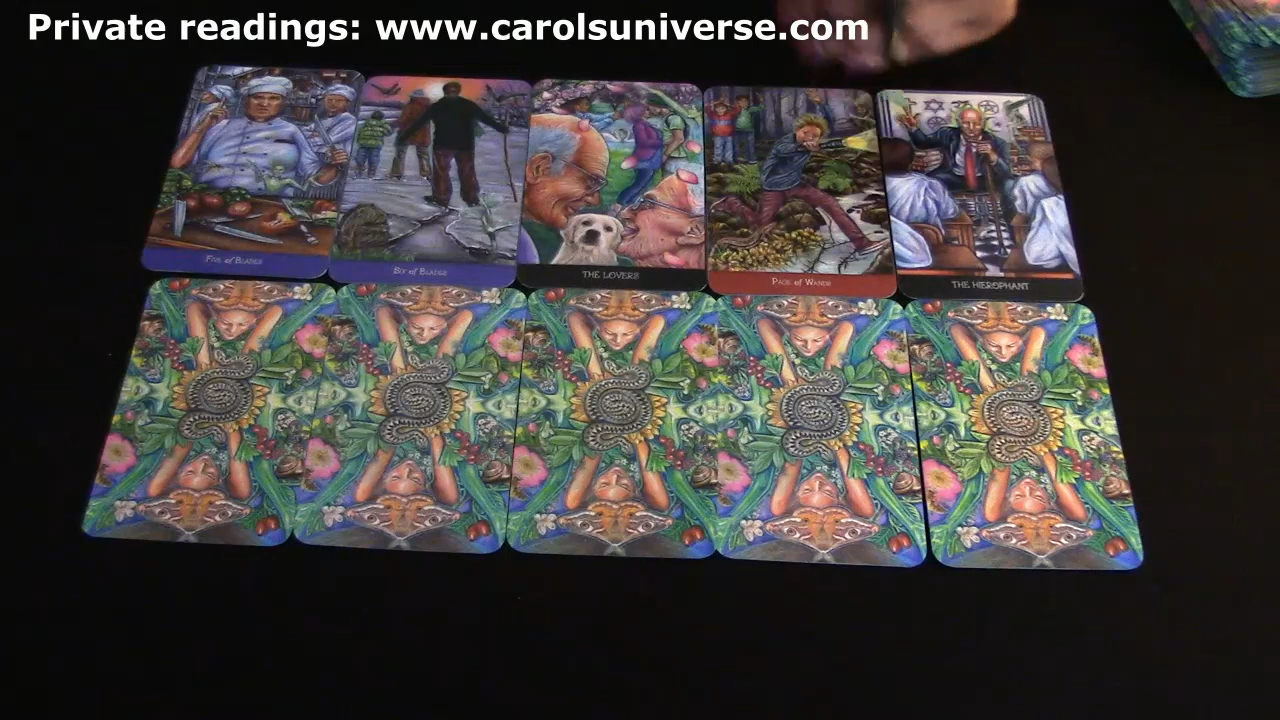 Private readings: www.carolsuniverse.com
Five of Blades
Six of Blades
THE LOVERS
Page of Wands
THE HIEROPHANT